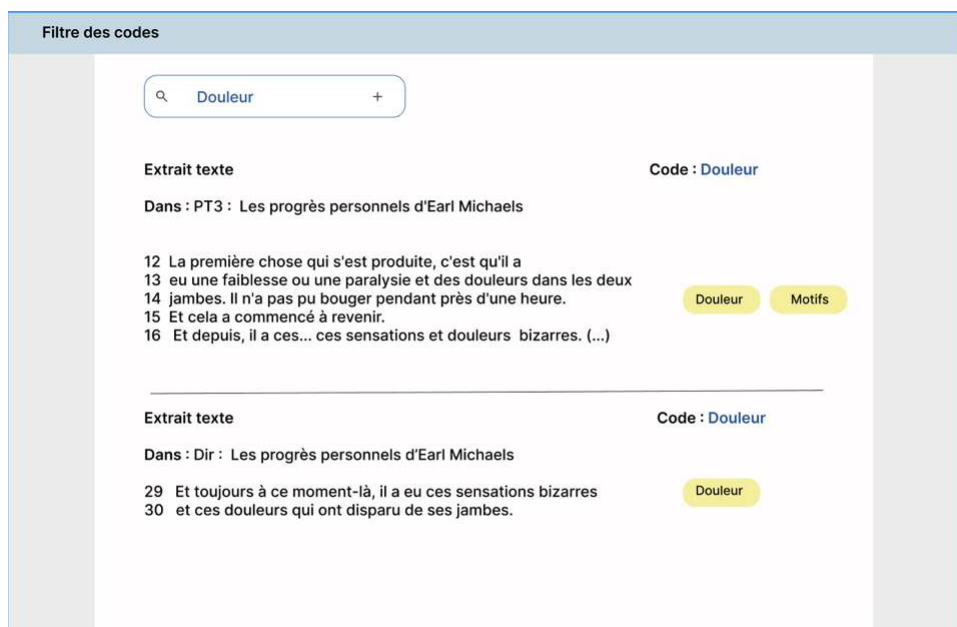 Filtre des codes
Douleur +
Extrait texte Code : Douleur
Dans : PT3 : Les progrès personnels d'Earl Michaels
12 La première chose qui s'est produite, c'est qu'il a
13 eu une faiblesse ou une paralysie et des douleurs dans les deux
14 jambes. Il n'a pas pu bouger pendant près d'une heure. Douleur Motifs
15 Et cela a commencé à revenir.
16 Et depuis, il a ces... ces sensations et douleurs bizarres. (...)
Extrait texte Code : Douleur
Dans : Dir : Les progrès personnels d'Earl Michaels
29 Et toujours à ce moment-là, il a eu ces sensations bizarres Douleur
30 et ces douleurs qui ont disparu de ses jambes.